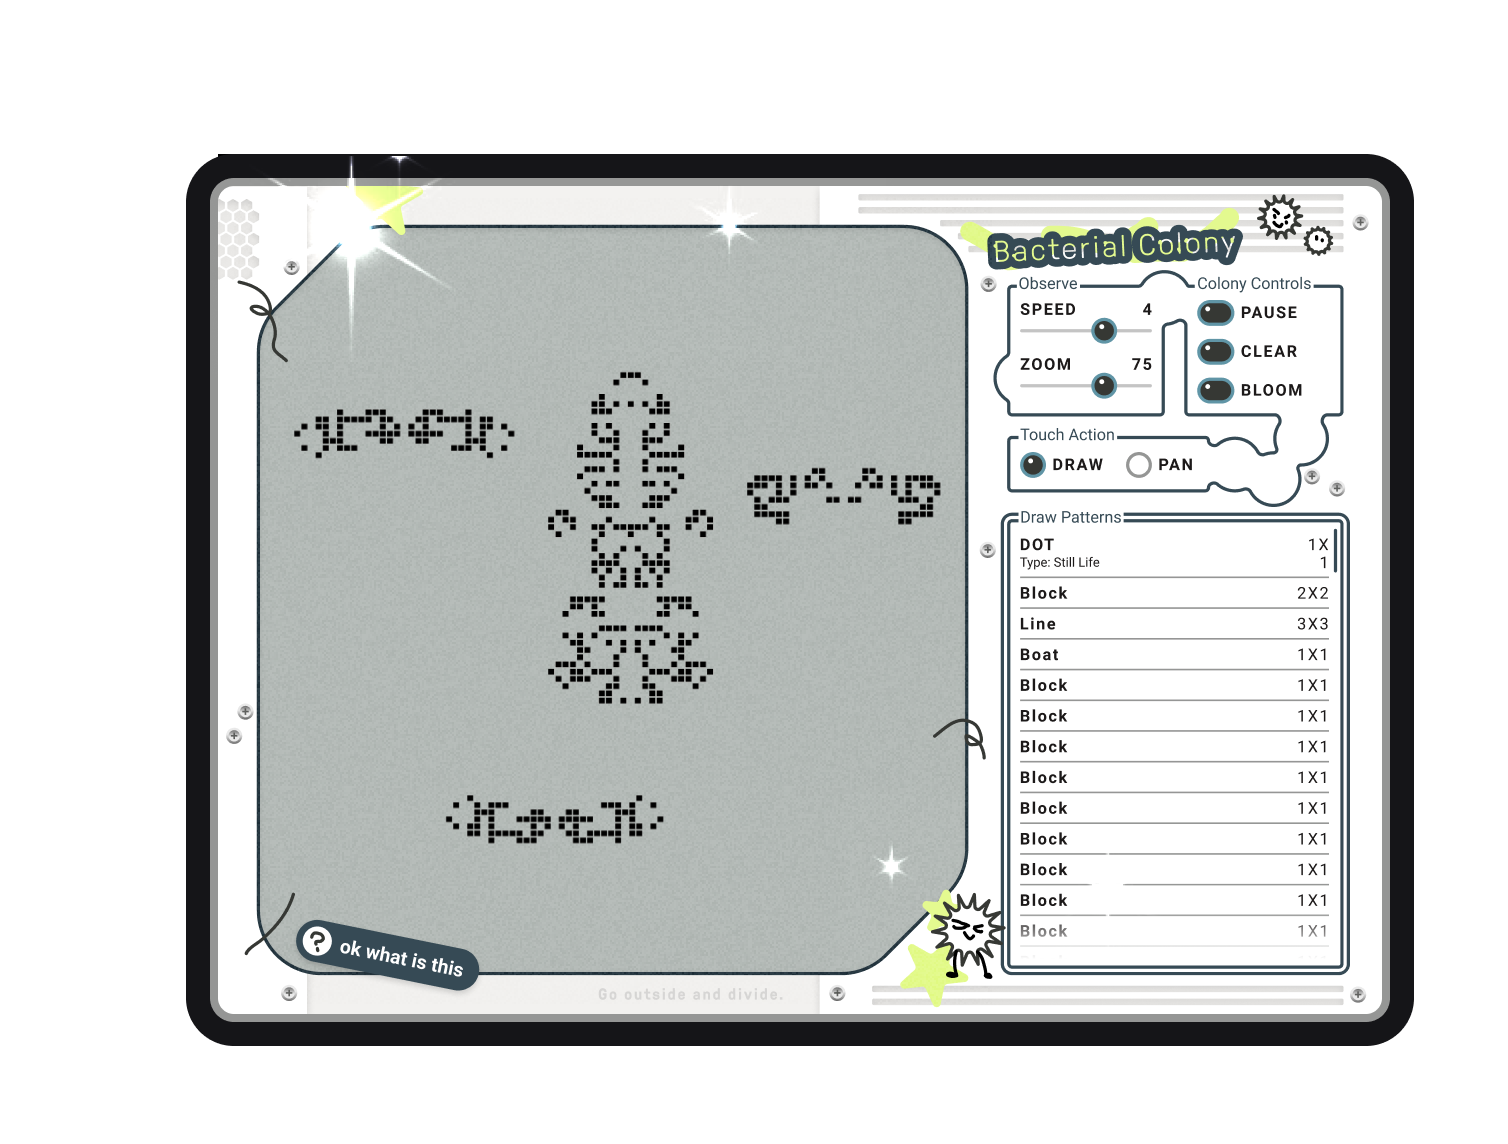 Bacterial Colony
Observe
SPEED 4
ZOOM 75
Colony Controls
PAUSE
CLEAR
BLOOM
Touch Action
DRAW PAN
Draw Patterns
DOT 1X
Type: Still Life 1
Block 2X2
Line 3X3
Boat 1X1
Block 1X1
Block 1X1
Block 1X1
Block 1X1
Block 1X1
Block 1X1
Block 1X1
Block 1X1
Block 1X1
? ok what is this
Go outside and divide.